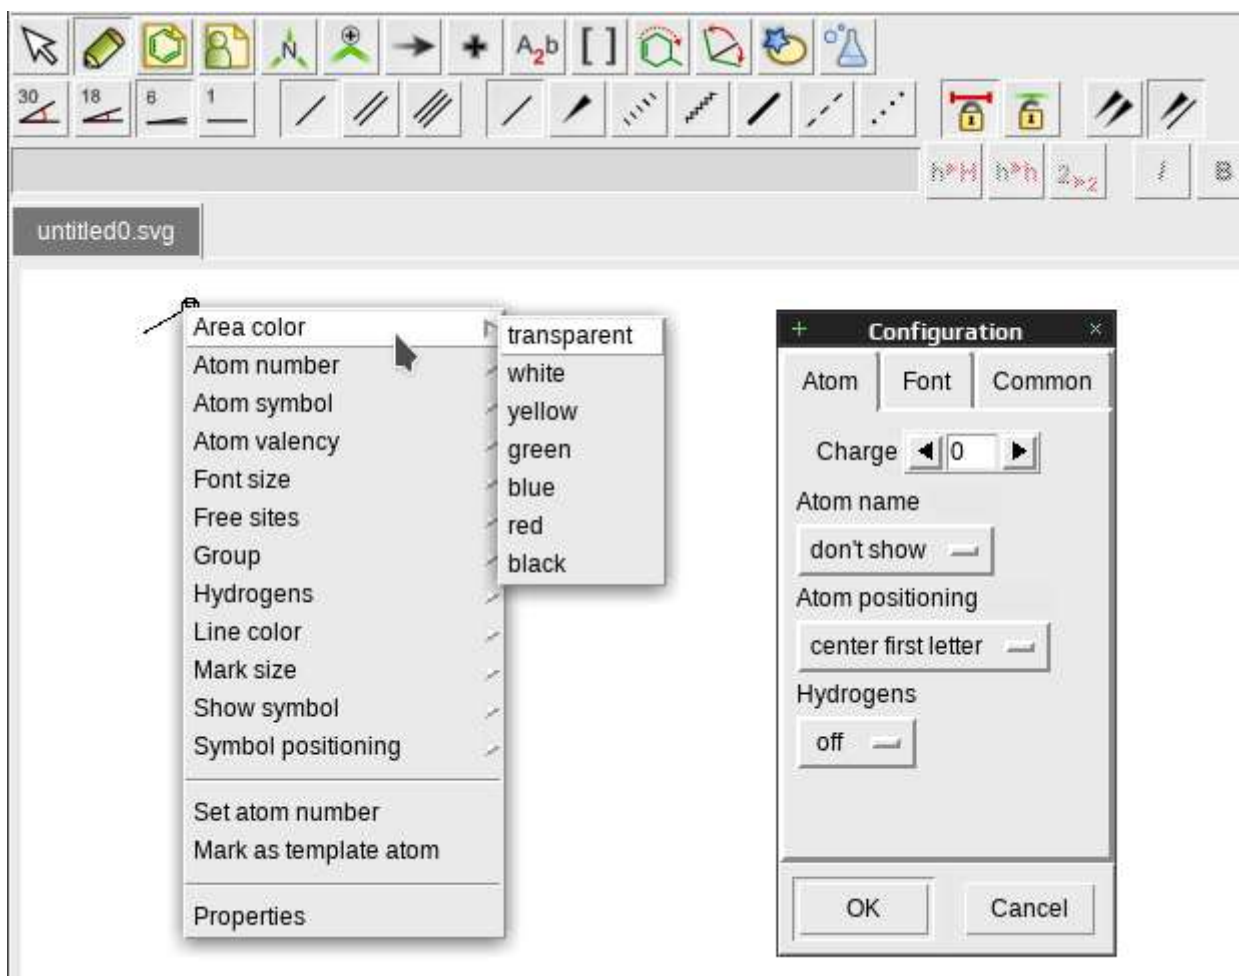 N
A2b
[ ]
30 18 6 1
h»H h»h 2»2 I B
untitled0.svg
Area color
Atom number
Atom symbol
Atom valency
Font size
Free sites
Group
Hydrogens
Line color
Mark size
Show symbol
Symbol positioning
Set atom number
Mark as template atom
Properties
transparent
white
yellow
green
blue
red
black
Configuration
Atom Font Common
Charge 0
Atom name
don't show
Atom positioning
center first letter
Hydrogens
off
OK Cancel